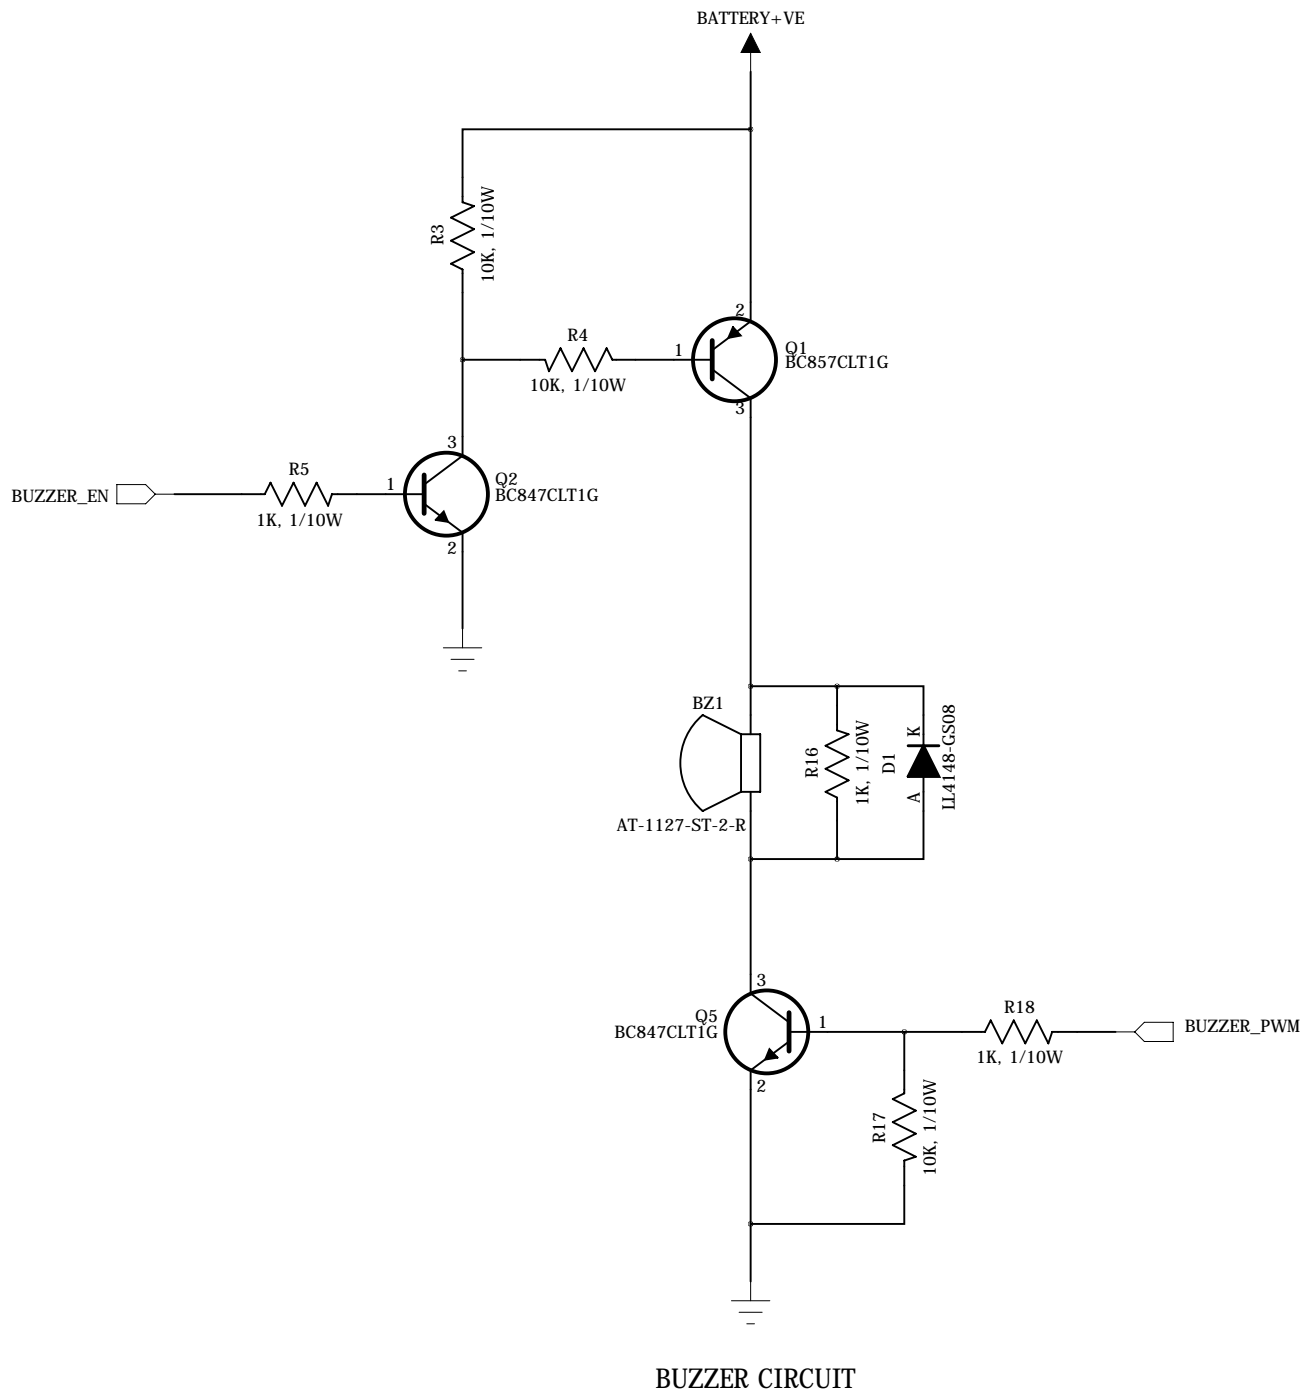 BATTERY+VE
R3
10K, 1/10W
2
R4
1
Q1
BC857CLT1G
10K, 1/10W
3
3
R5
1
Q2
BC847CLT1G
BUZZER_EN
1K, 1/10W
2
BZ1
R16
1K, 1/10W
D1
K
A
LL4148-GS08
AT-1127-ST-2-R
3
Q5
BC847CLT1G
1
R18
1K, 1/10W
BUZZER_PWM
2
R17
10K, 1/10W
BUZZER CIRCUIT